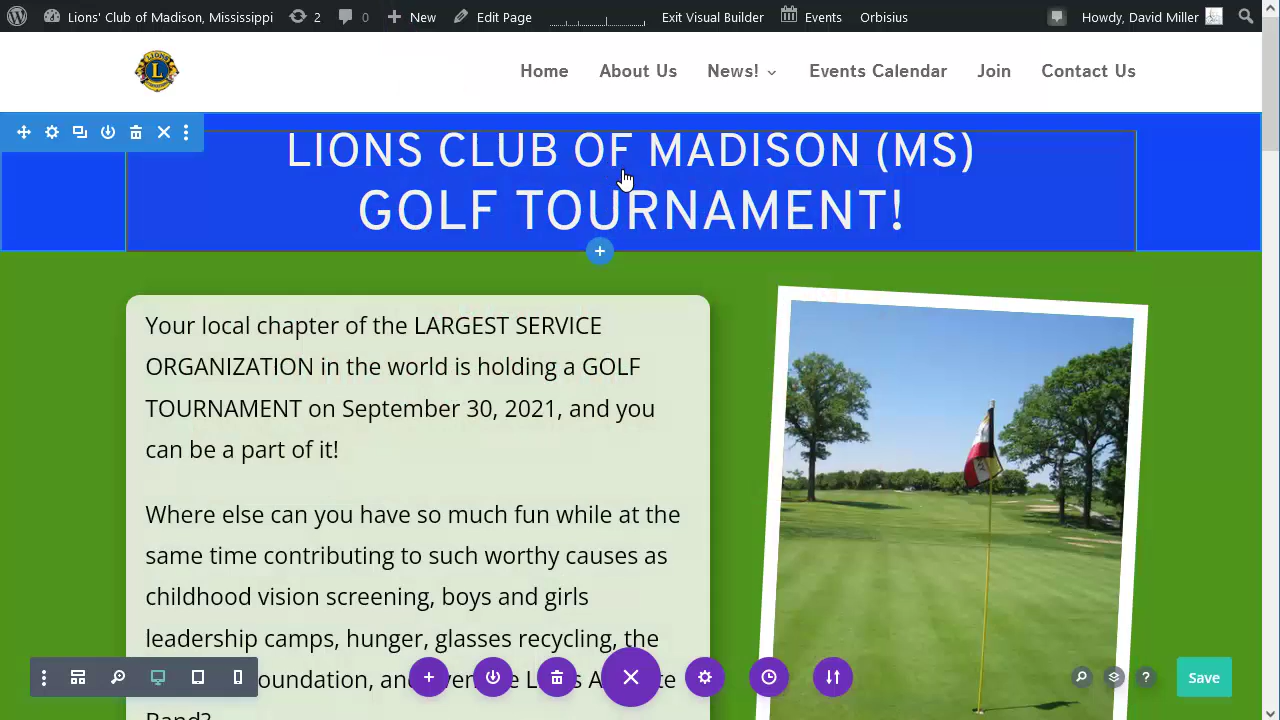 Lions' Club of Madison, Mississippi 2 0 New Edit Page Exit Visual Builder Events Orbisius Howdy, David Miller
LIONS
L
Home About Us News! Events Calendar Join Contact Us
LIONS CLUB OF MADISON (MS)
GOLF TOURNAMENT!
Your local chapter of the LARGEST SERVICE
ORGANIZATION in the world is holding a GOLF
TOURNAMENT on September 30, 2021, and you
can be a part of it!
Where else can you have so much fun while at the
same time contributing to such worthy causes as
childhood vision screening, boys and girls
leadership camps, hunger, glasses recycling, the
Save